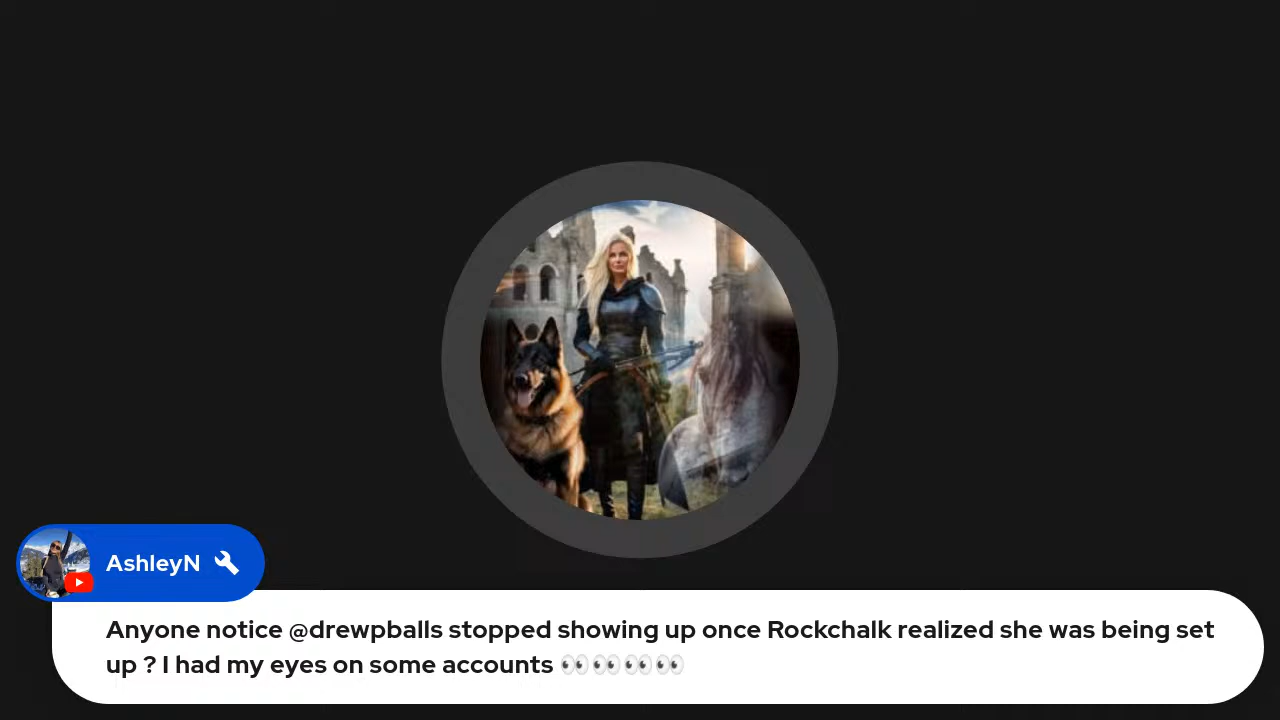 AshleyN
Anyone notice @drewpballs stopped showing up once Rockchalk realized she was being set
up ? I had my eyes on some accounts 👀👀👀👀